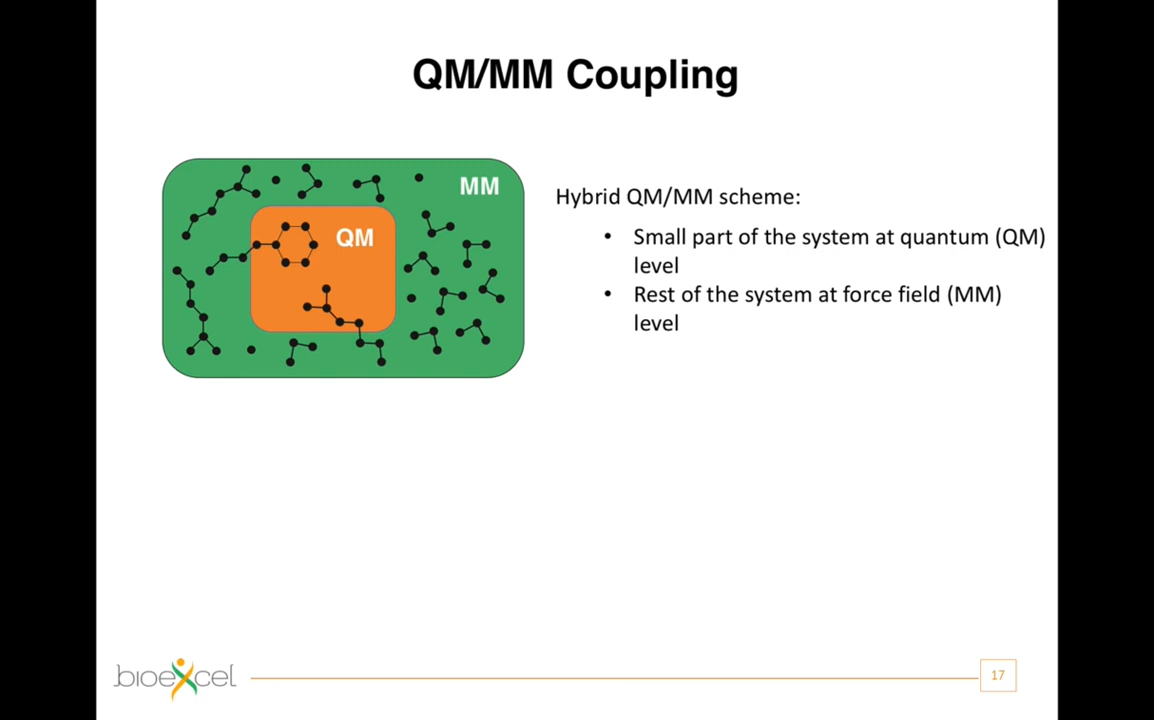 QM/MM Coupling
MM
QM
Hybrid QM/MM scheme:
• Small part of the system at quantum (QM)
level
• Rest of the system at force field (MM)
level
bioexcel
17